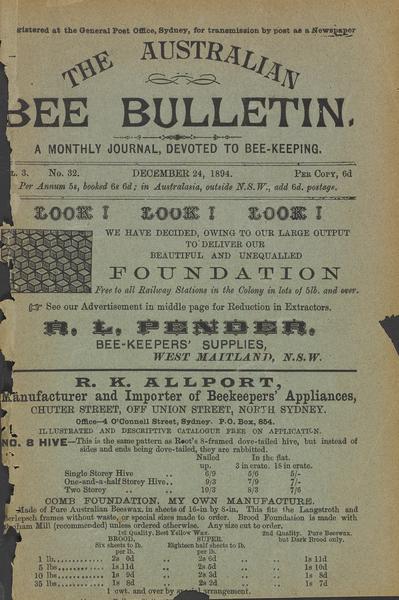 gistered at the General Post Office, Sydney, for transmission by post as a Newspaper
THE AUSTRALIAN
BEE BULLETIN.
A MONTHLY JOURNAL, DEVOTED TO BEE-KEEPING.
L. 3. No. 32. DECEMBER 24, 1894. PER COPY, 6d
Per Annum 5s, booked 6s 6d; in Australasia, outside N.S.W., add 6d. postage.
LOOK! LOOK! LOOK!
WE HAVE DECIDED, OWING TO OUR LARGE OUTPUT
TO DELIVER OUR
BEAUTIFUL AND UNEQUALLED
FOUNDATION
Free to all Railway Stations in the Colony in lots of 5lb. and over.
☞ See our Advertisement in middle page for Reduction in Extractors.
R. L. PENDER,
BEE-KEEPERS' SUPPLIES,
WEST MAITLAND, N.S.W.
R. K. ALLPORT,
Manufacturer and Importer of Beekeepers' Appliances,
CHUTER STREET, OFF UNION STREET, NORTH SYDNEY.
Office—4 O'Connell Street, Sydney. P.O. Box, 854.
ILLUSTRATED AND DESCRIPTIVE CATALOGUE FREE ON APPLICATION.
NO. 8 HIVE—This is the same pattern as Root's 8-framed dove-tailed hive, but instead of
sides and ends being dove-tailed, they are rabbitted.
Nailed In the flat.
up. 3 in crate. 18 in crate.
Single Storey Hive .. 6/9 5/6 5/-
One-and-a-half Storey Hive.. 9/3 7/9 7/-
Two Storey .. 10/3 8/3 7/6
COMB FOUNDATION, MY OWN MANUFACTURE.
Made of Pure Australian Beeswax, in sheets of 16-in by 8-in. This fits the Langstroth and
erlepsch frames without waste, or special sizes made to order. Brood Foundation is made with
ham Mill (recommended) unless ordered otherwise. Any size cut to order.
1st Quality, Best Yellow Wax. 2nd Quality. Pure Beeswax.
BROOD. SUPER. but Dark Brood only.
Six sheets to lb. Eighteen half sheets to lb.
per lb. per lb.
1 lb. 2s 0d .. 2s 6d .. 1s 11d
5 lbs 1s 11d .. 2s 5d .. 1s 10d
10 lbs 1s 9d .. 2s 3d .. 1s 8d
35 lbs 1s 8d .. 2s 2d .. 1s 7d
1 cwt. and over by special arrangement.